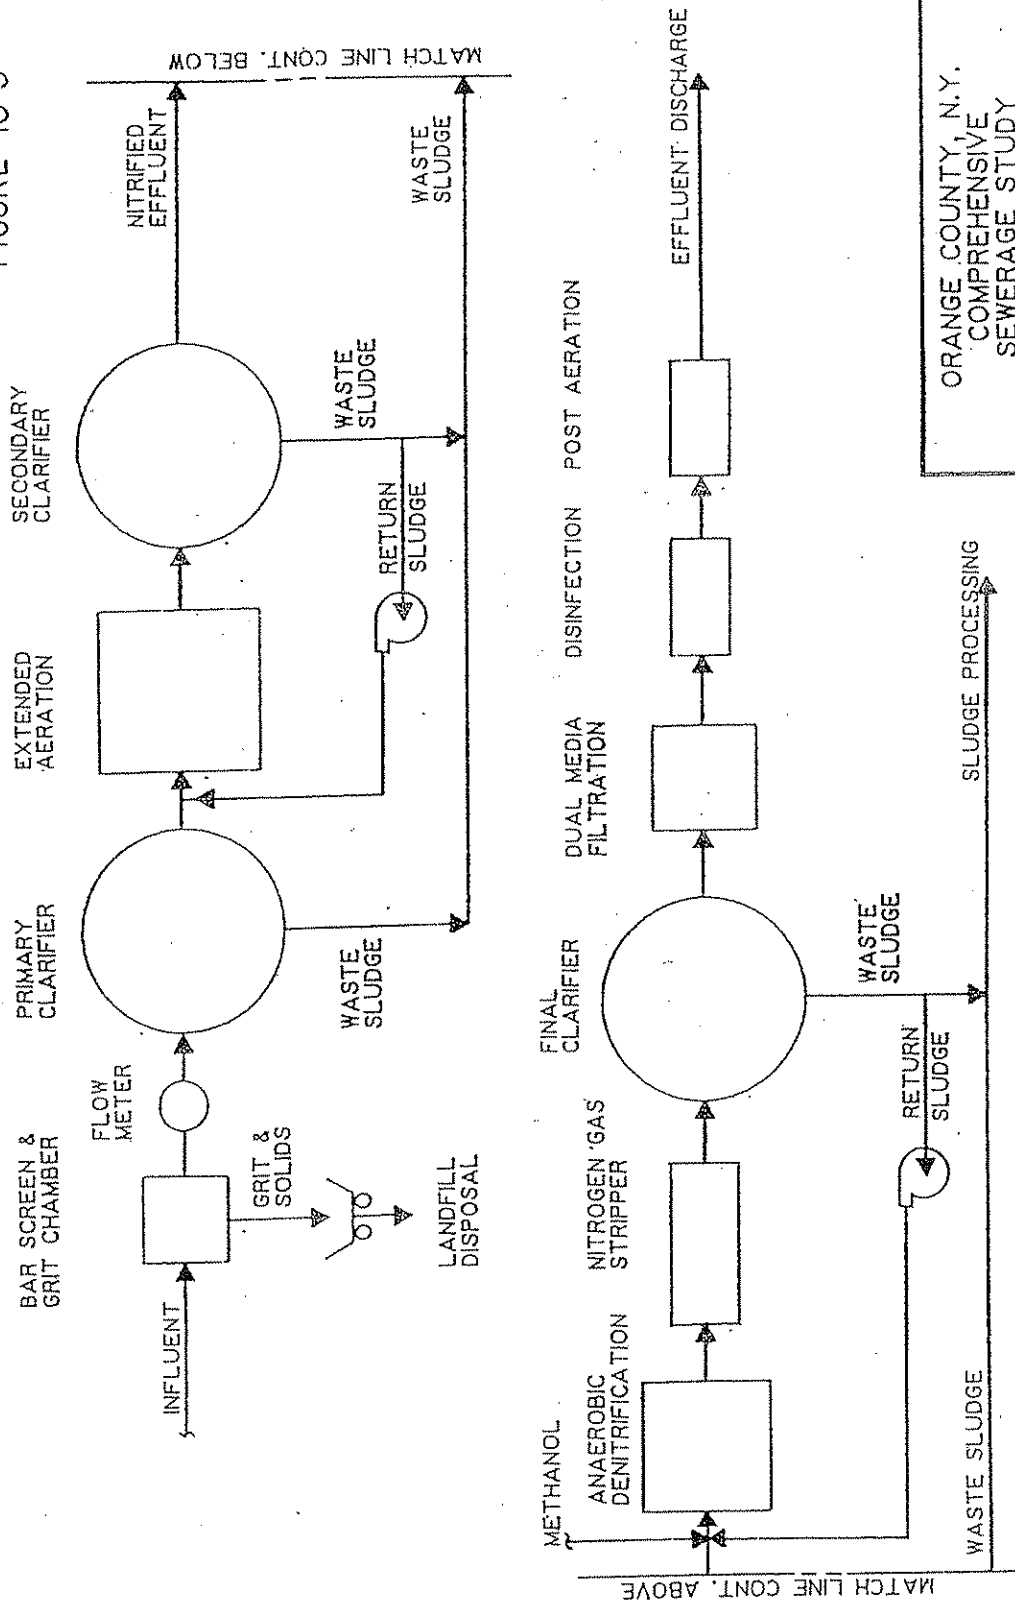 BAR SCREEN &
GRIT CHAMBER
FLOW
METER
PRIMARY
CLARIFIER
EXTENDED
AERATION
SECONDARY
CLARIFIER
INFLUENT
GRIT &
SOLIDS
LANDFILL
DISPOSAL
WASTE
SLUDGE
RETURN
SLUDGE
WASTE
SLUDGE
NITRIFIED
EFFLUENT
WASTE
SLUDGE
MATCH LINE CONT. BELOW
METHANOL
ANAEROBIC
DENITRIFICATION
NITROGEN GAS
STRIPPER
FINAL
CLARIFIER
DUAL MEDIA
FILTRATION
DISINFECTION
POST AERATION
EFFLUENT DISCHARGE
RETURN
SLUDGE
WASTE
SLUDGE
WASTE SLUDGE
SLUDGE PROCESSING
MATCH LINE CONT. ABOVE
ORANGE COUNTY, N.Y.
COMPREHENSIVE
SEWERAGE STUDY